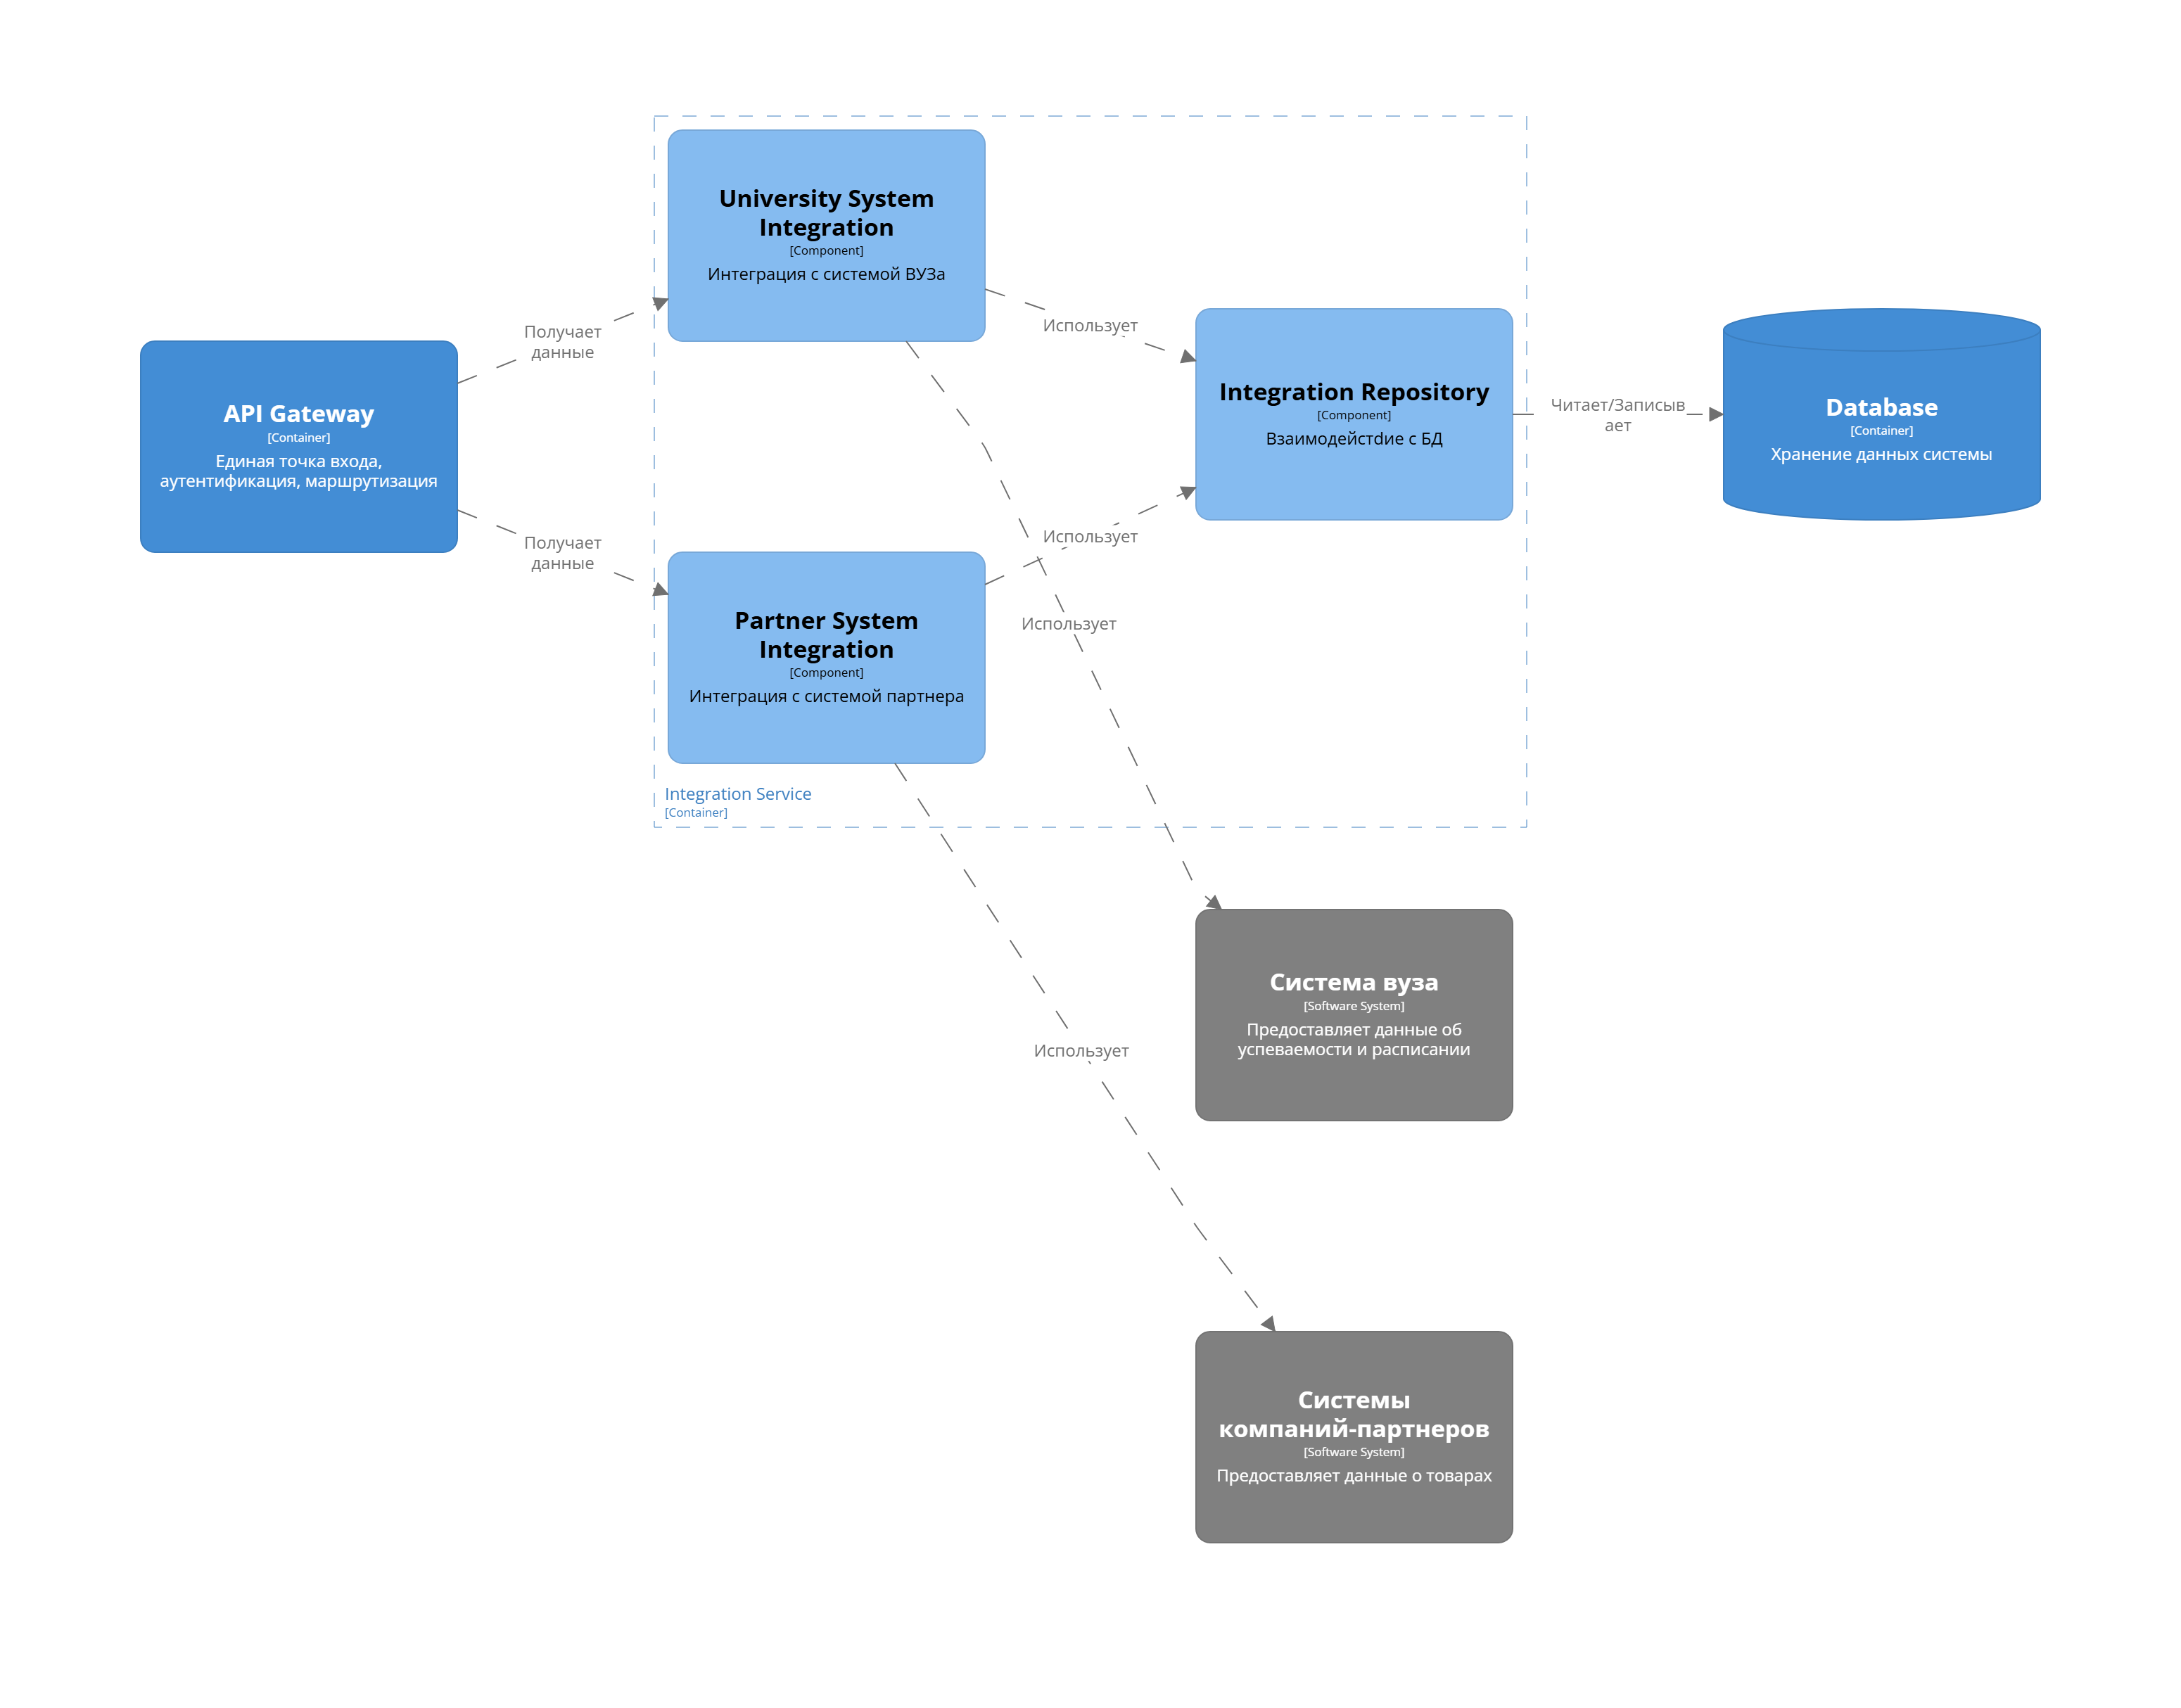 University System
Integration
[Component]
Интеграция с системой ВУЗа
Получает
данные
Использует
API Gateway
[Container]
Единая точка входа,
аутентификация, маршрутизация
Integration Repository
[Component]
Взаимодейстdие с БД
Читает/Записыв
ает
Database
[Container]
Хранение данных системы
Получает
данные
Использует
Partner System
Integration
[Component]
Интеграция с системой партнера
Использует
Integration Service
[Container]
Система вуза
[Software System]
Предоставляет данные об
успеваемости и расписании
Использует
Системы
компаний-партнеров
[Software System]
Предоставляет данные о товарах